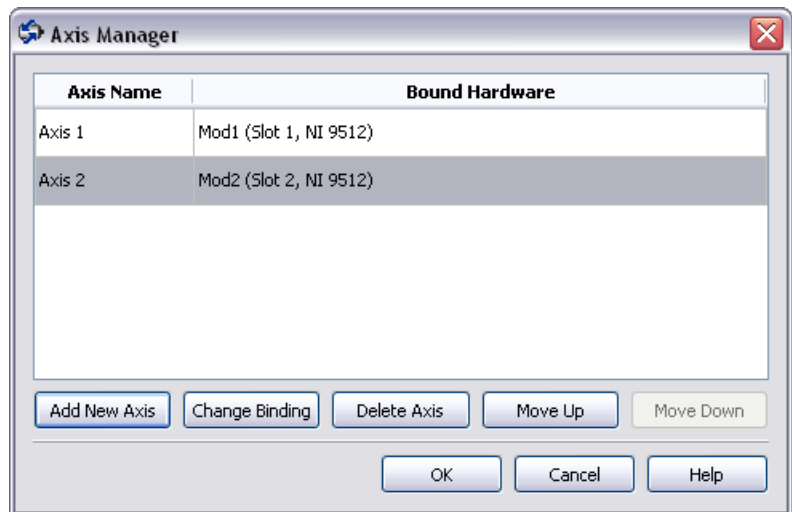 Axis Manager
Axis Name Bound Hardware
Axis 1 Mod1 (Slot 1, NI 9512)
Axis 2 Mod2 (Slot 2, NI 9512)
Add New Axis Change Binding Delete Axis Move Up Move Down
OK Cancel Help